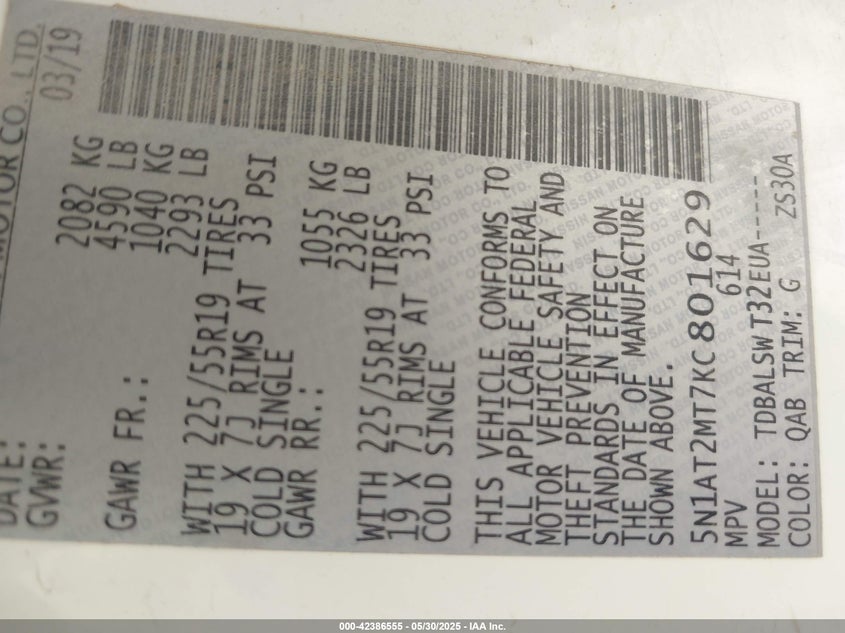 MOTOR CO., LTD.
DATE: 03/19
GVWR: 2082 KG
4590 LB
GAWR FR.: 1040 KG
2293 LB
WITH 225/55R19 TIRES
19 X 7J RIMS AT 33 PSI
COLD SINGLE
GAWR RR.: 1055 KG
2326 LB
WITH 225/55R19 TIRES
19 X 7J RIMS AT 33 PSI
COLD SINGLE
THIS VEHICLE CONFORMS TO
ALL APPLICABLE FEDERAL
MOTOR VEHICLE SAFETY AND
THEFT PREVENTION
STANDARDS IN EFFECT ON
THE DATE OF MANUFACTURE
SHOWN ABOVE.
5N1AT2MT7KC801629
MPV 614
MODEL: TDBALSWT32EUA-----
COLOR: QAB TRIM: G ZS30A
000-42386555 - 05/30/2025 - IAA Inc.